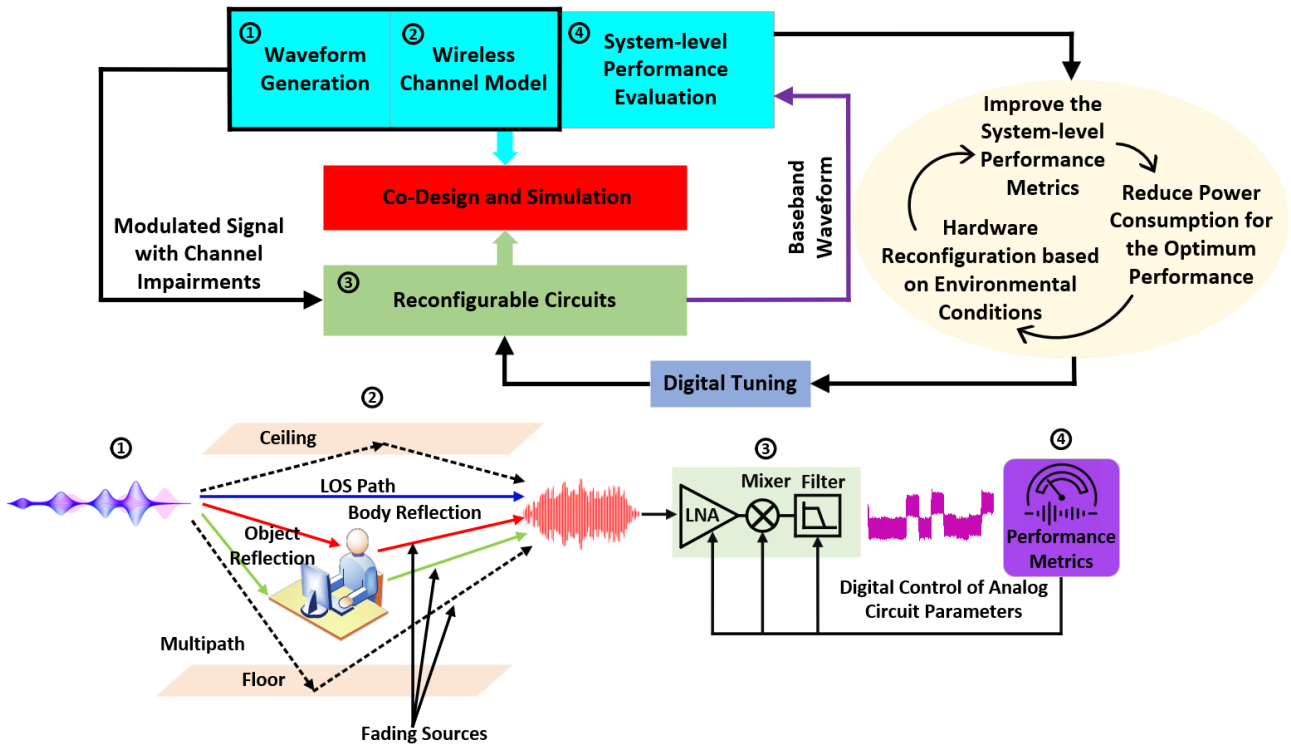 ①
Waveform
Generation
②
Wireless
Channel Model
④
System-level
Performance
Evaluation
Co-Design and Simulation
Modulated Signal
with Channel
Impairments
③
Reconfigurable Circuits
Baseband
Waveform
Improve the
System-level
Performance
Metrics
Reduce Power
Consumption for
the Optimum
Performance
Hardware
Reconfiguration based
on Environmental
Conditions
Digital Tuning
①
②
Ceiling
LOS Path
Body Reflection
Object
Reflection
Multipath
Floor
Fading Sources
③
LNA
Mixer
Filter
④
Performance
Metrics
Digital Control of Analog
Circuit Parameters